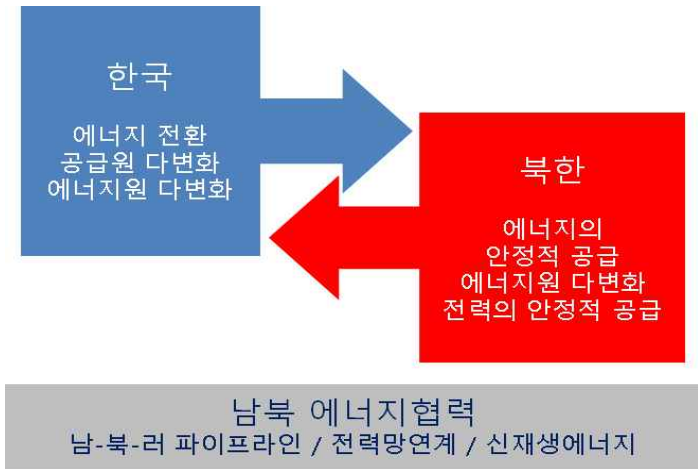 한국
에너지 전환
공급원 다변화
에너지원 다변화
북한
에너지의
안정적 공급
에너지원 다변화
전력의 안정적 공급
남북 에너지협력
남-북-러 파이프라인 / 전력망연계 / 신재생에너지